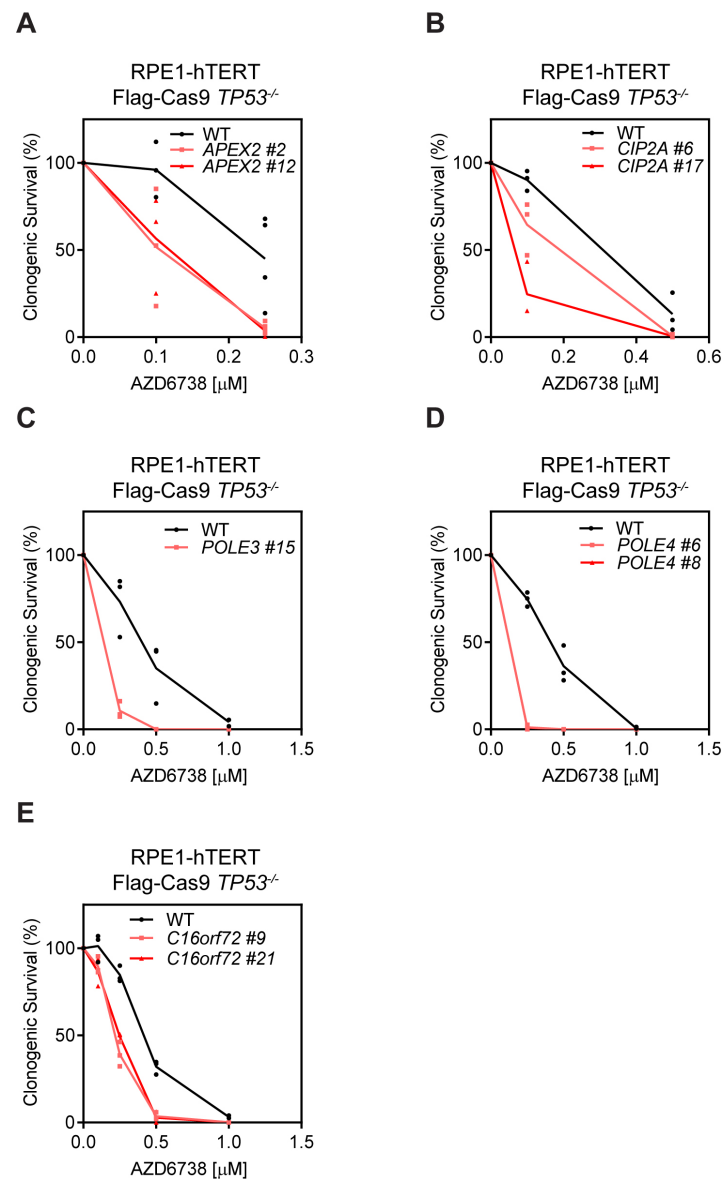 A
RPE1-hTERT
Flag-Cas9 TP53-/-
WT
APEX2 #2
APEX2 #12
Clonogenic Survival (%)
100
50
0
0.0 0.1 0.2 0.3
AZD6738 [μM]
B
RPE1-hTERT
Flag-Cas9 TP53-/-
WT
CIP2A #6
CIP2A #17
Clonogenic Survival (%)
100
50
0
0.0 0.2 0.4 0.6
AZD6738 [μM]
C
RPE1-hTERT
Flag-Cas9 TP53-/-
WT
POLE3 #15
Clonogenic Survival (%)
100
50
0
0.0 0.5 1.0 1.5
AZD6738 [μM]
D
RPE1-hTERT
Flag-Cas9 TP53-/-
WT
POLE4 #6
POLE4 #8
Clonogenic Survival (%)
100
50
0
0.0 0.5 1.0 1.5
AZD6738 [μM]
E
RPE1-hTERT
Flag-Cas9 TP53-/-
WT
C16orf72 #9
C16orf72 #21
Clonogenic Survival (%)
100
50
0
0.0 0.5 1.0 1.5
AZD6738 [μM]